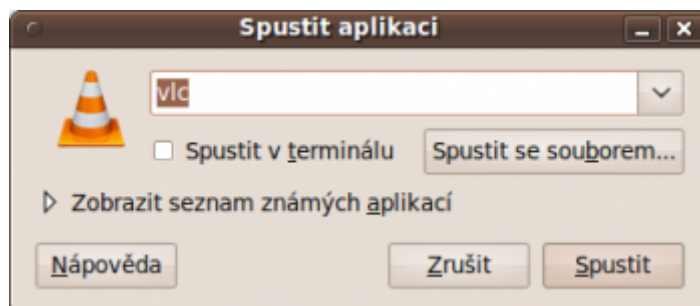 Spustit aplikaci
vlc
Spustit v terminálu
Spustit se souborem...
Zobrazit seznam známých aplikací
Nápověda
Zrušit
Spustit